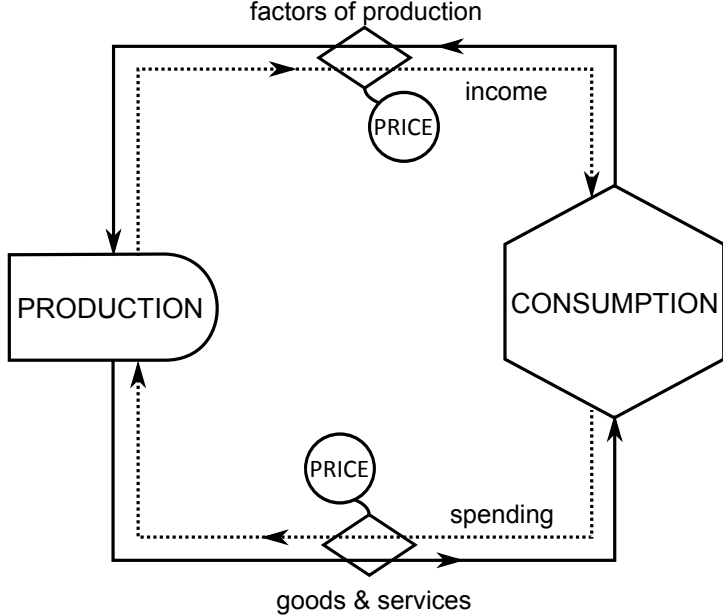 factors of production
income
PRICE
PRODUCTION
CONSUMPTION
PRICE
spending
goods & services